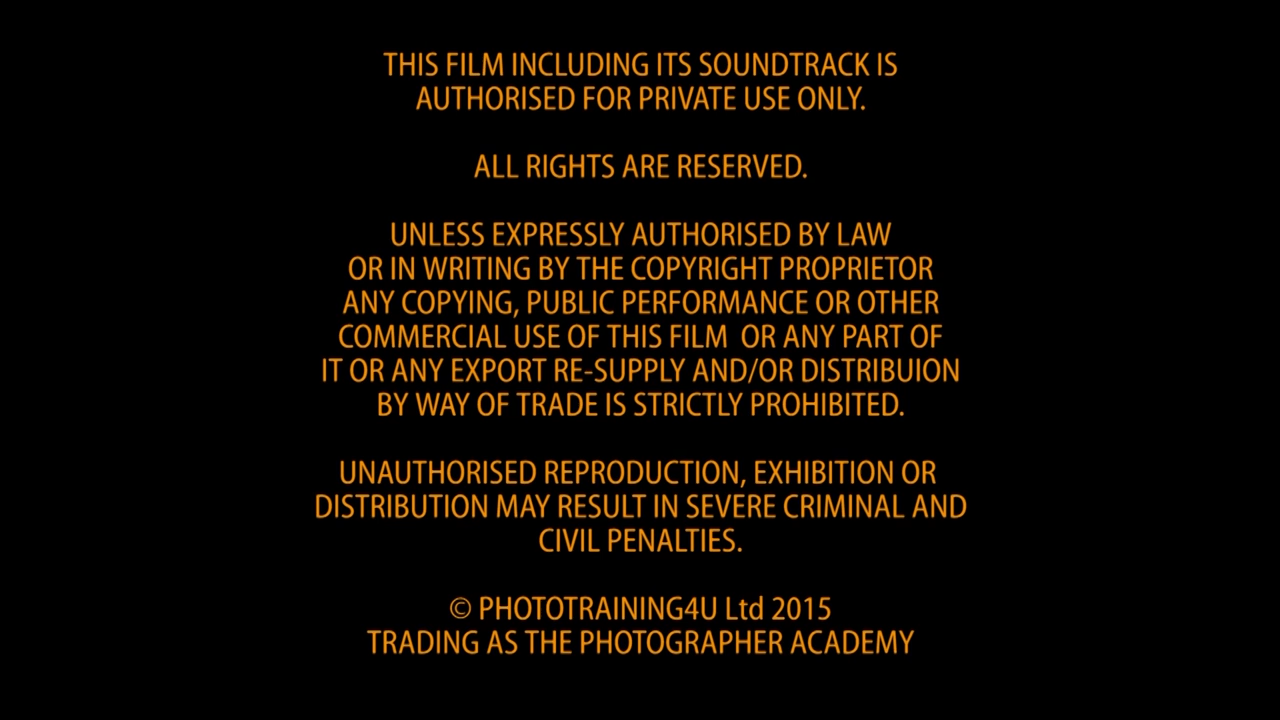 THIS FILM INCLUDING ITS SOUNDTRACK IS
AUTHORISED FOR PRIVATE USE ONLY.
ALL RIGHTS ARE RESERVED.
UNLESS EXPRESSLY AUTHORISED BY LAW
OR IN WRITING BY THE COPYRIGHT PROPRIETOR
ANY COPYING, PUBLIC PERFORMANCE OR OTHER
COMMERCIAL USE OF THIS FILM  OR ANY PART OF
IT OR ANY EXPORT RE-SUPPLY AND/OR DISTRIBUION
BY WAY OF TRADE IS STRICTLY PROHIBITED.
UNAUTHORISED REPRODUCTION, EXHIBITION OR
DISTRIBUTION MAY RESULT IN SEVERE CRIMINAL AND
CIVIL PENALTIES.
© PHOTOTRAINING4U Ltd 2015
TRADING AS THE PHOTOGRAPHER ACADEMY